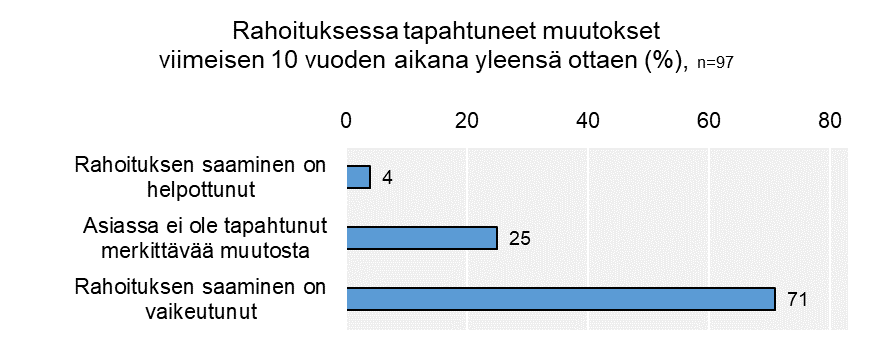 Rahoituksessa tapahtuneet muutokset
viimeisen 10 vuoden aikana yleensä ottaen (%), n=97
0 20 40 60 80
Rahoituksen saaminen on
helpottunut
4
Asiassa ei ole tapahtunut
merkittävää muutosta
25
Rahoituksen saaminen on
vaikeutunut
71